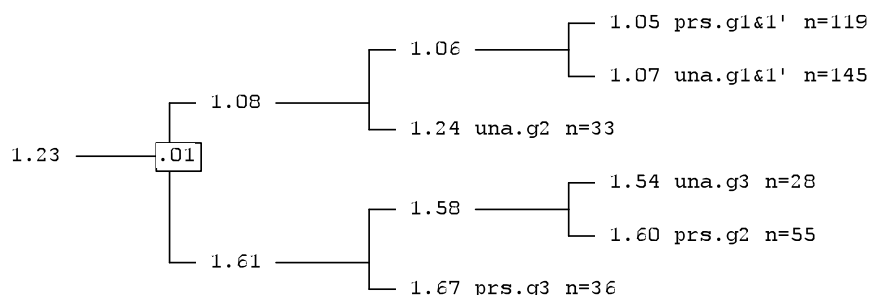 1.05 prs.g1&1' n=119
1.06
1.07 una.g1&1' n=145
1.08
1.24 una.g2 n=33
1.23
.01
1.54 una.g3 n=28
1.58
1.60 prs.g2 n=55
1.61
1.67 prs.g3 n=36